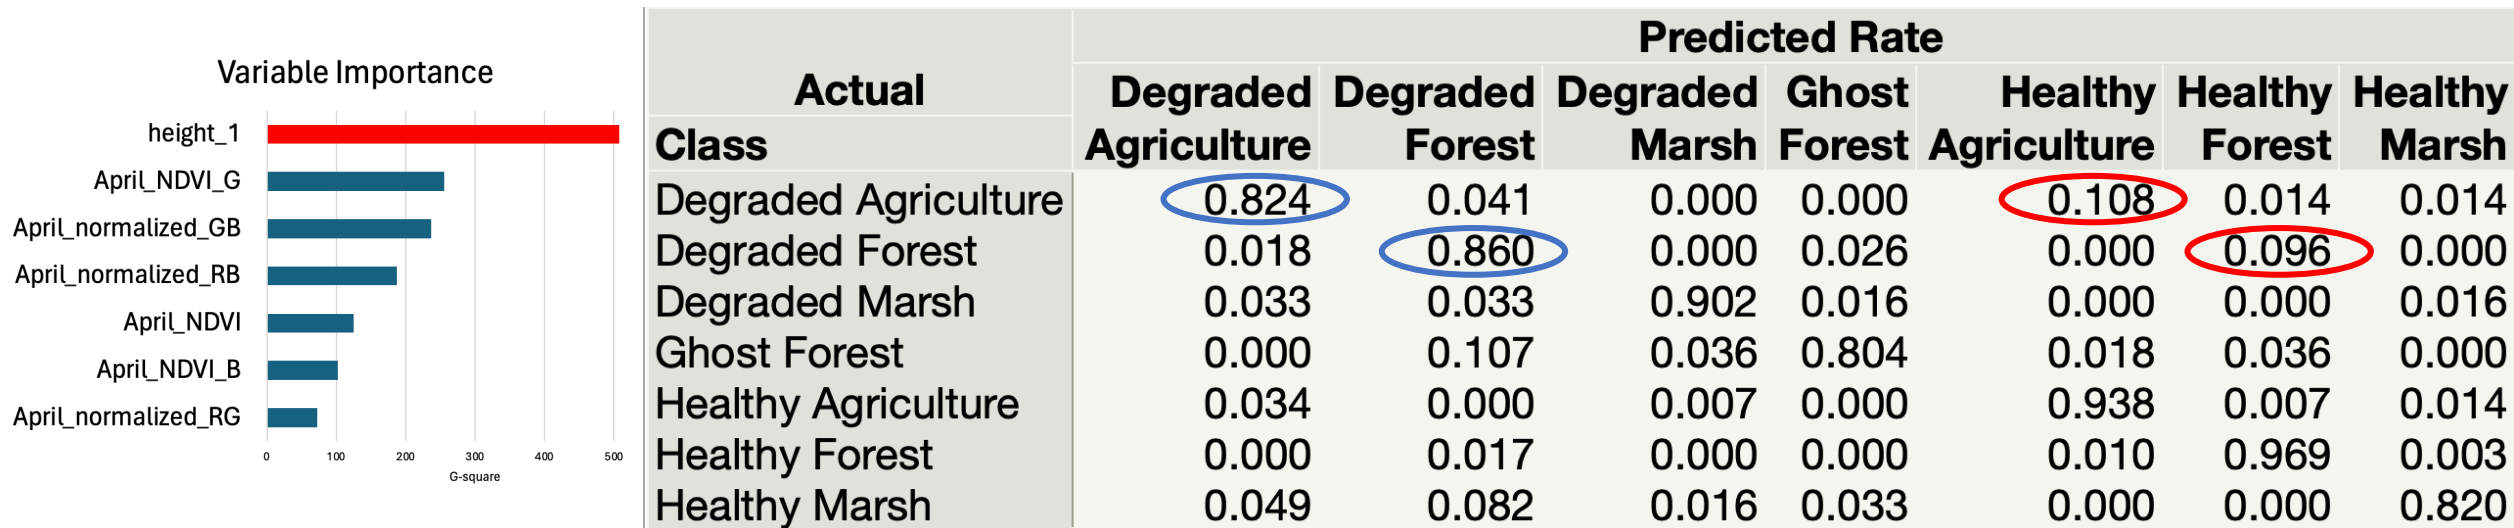 Variable Importance
height_1
April_NDVI_G
April_normalized_GB
April_normalized_RB
April_NDVI
April_NDVI_B
April_normalized_RG
0 100 200 300 400 500
G-square
Predicted Rate
Actual Degraded Degraded Degraded Ghost Healthy Healthy Healthy
Class Agriculture Forest Marsh Forest Agriculture Forest Marsh
Degraded Agriculture 0.824 0.041 0.000 0.000 0.108 0.014 0.014
Degraded Forest 0.018 0.860 0.000 0.026 0.000 0.096 0.000
Degraded Marsh 0.033 0.033 0.902 0.016 0.000 0.000 0.016
Ghost Forest 0.000 0.107 0.036 0.804 0.018 0.036 0.000
Healthy Agriculture 0.034 0.000 0.007 0.000 0.938 0.007 0.014
Healthy Forest 0.000 0.017 0.000 0.000 0.010 0.969 0.003
Healthy Marsh 0.049 0.082 0.016 0.033 0.000 0.000 0.820